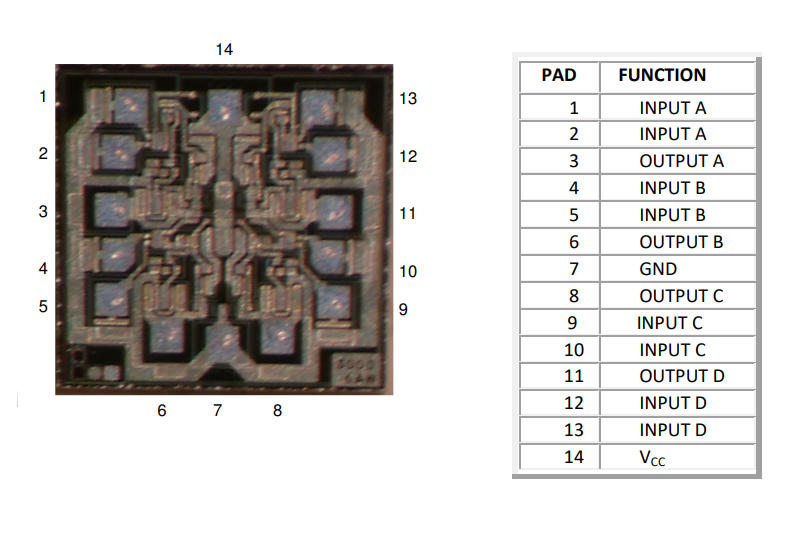 14
1
13
2
12
3
11
4
10
5
9
6 7 8
PAD FUNCTION
1 INPUT A
2 INPUT A
3 OUTPUT A
4 INPUT B
5 INPUT B
6 OUTPUT B
7 GND
8 OUTPUT C
9 INPUT C
10 INPUT C
11 OUTPUT D
12 INPUT D
13 INPUT D
14 VCC